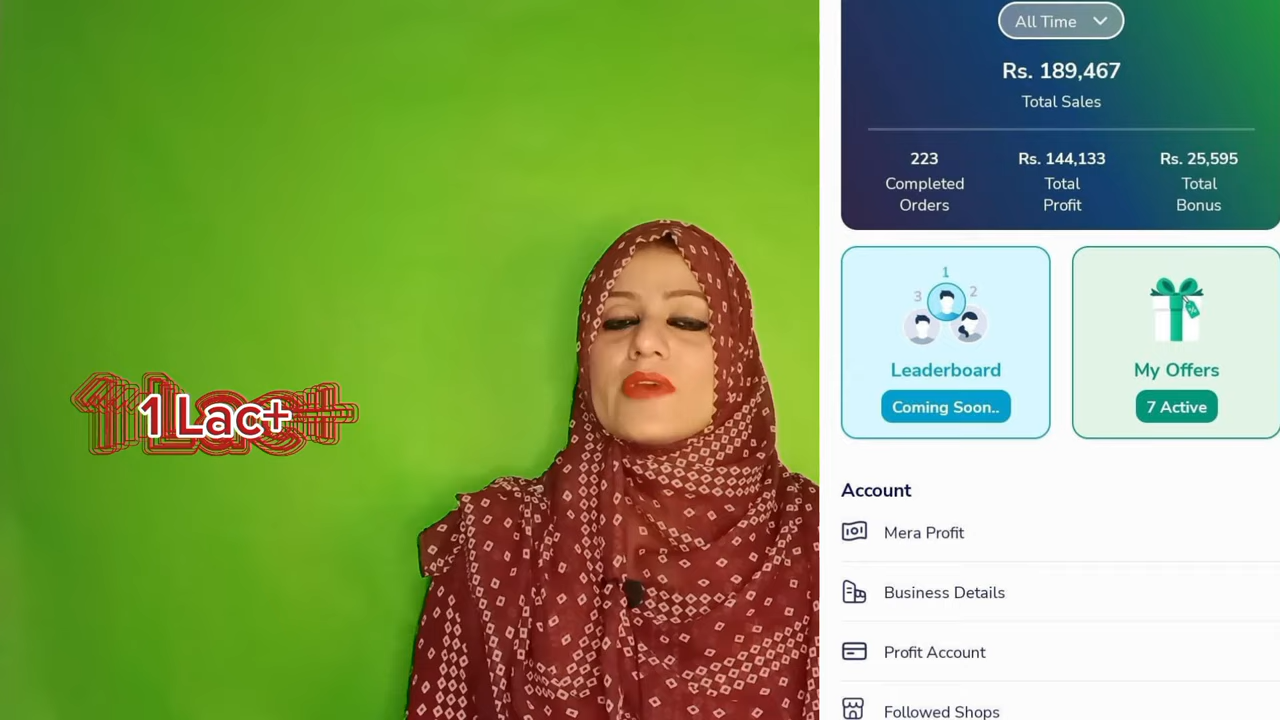 1 Lac+
All Time
Rs. 189,467
Total Sales
223
Completed
Orders
Rs. 144,133
Total
Profit
Rs. 25,595
Total
Bonus
1
3
2
Leaderboard
Coming Soon..
My Offers
7 Active
Account
Mera Profit
Business Details
Profit Account
Followed Shops